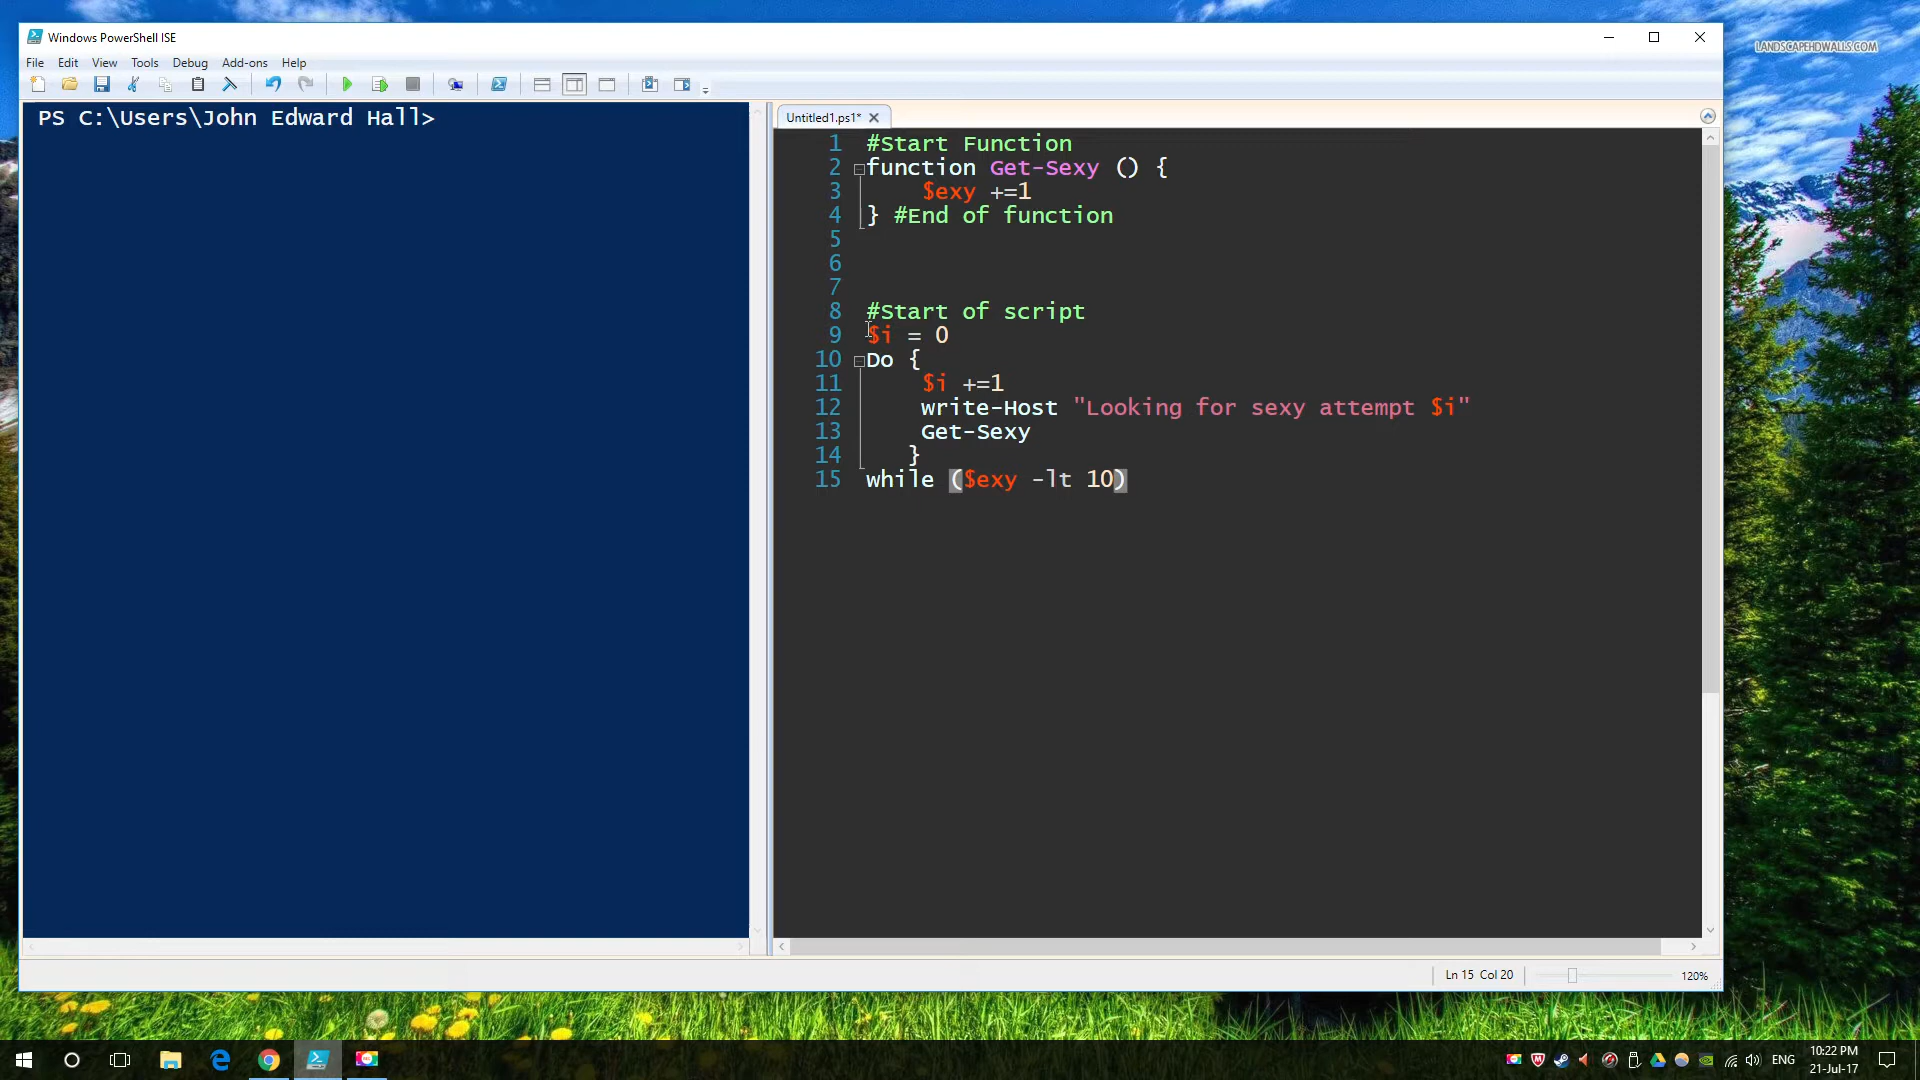 Windows PowerShell ISE
LANDSCAPEHDWALLS.COM
File Edit View Tools Debug Add-ons Help
PS C:\Users\John Edward Hall>
Untitled1.ps1*
1 #Start Function
2 function Get-Sexy () {
3 $exy +=1
4 } #End of function
5
6
7
8 #Start of script
9 $i = 0
10 Do {
11 $i +=1
12 write-Host "Looking for sexy attempt $i"
13 Get-Sexy
14 }
15 while ($exy -lt 10)
Ln 15 Col 20
120%
ENG
10:22 PM
21-Jul-17